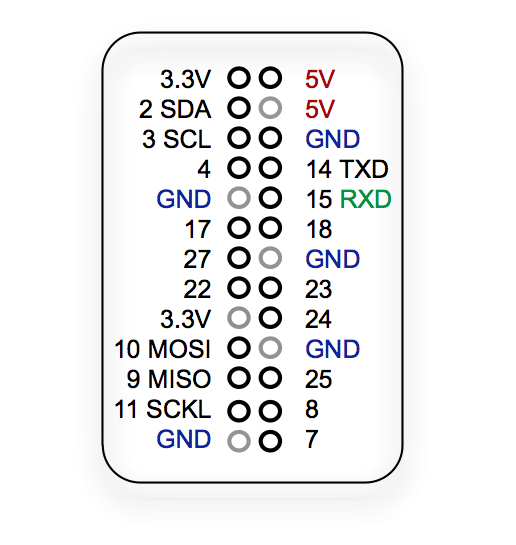 3.3V 5V
2 SDA 5V
3 SCL GND
4 14 TXD
GND 15 RXD
17 18
27 GND
22 23
3.3V 24
10 MOSI GND
9 MISO 25
11 SCKL 8
GND 7